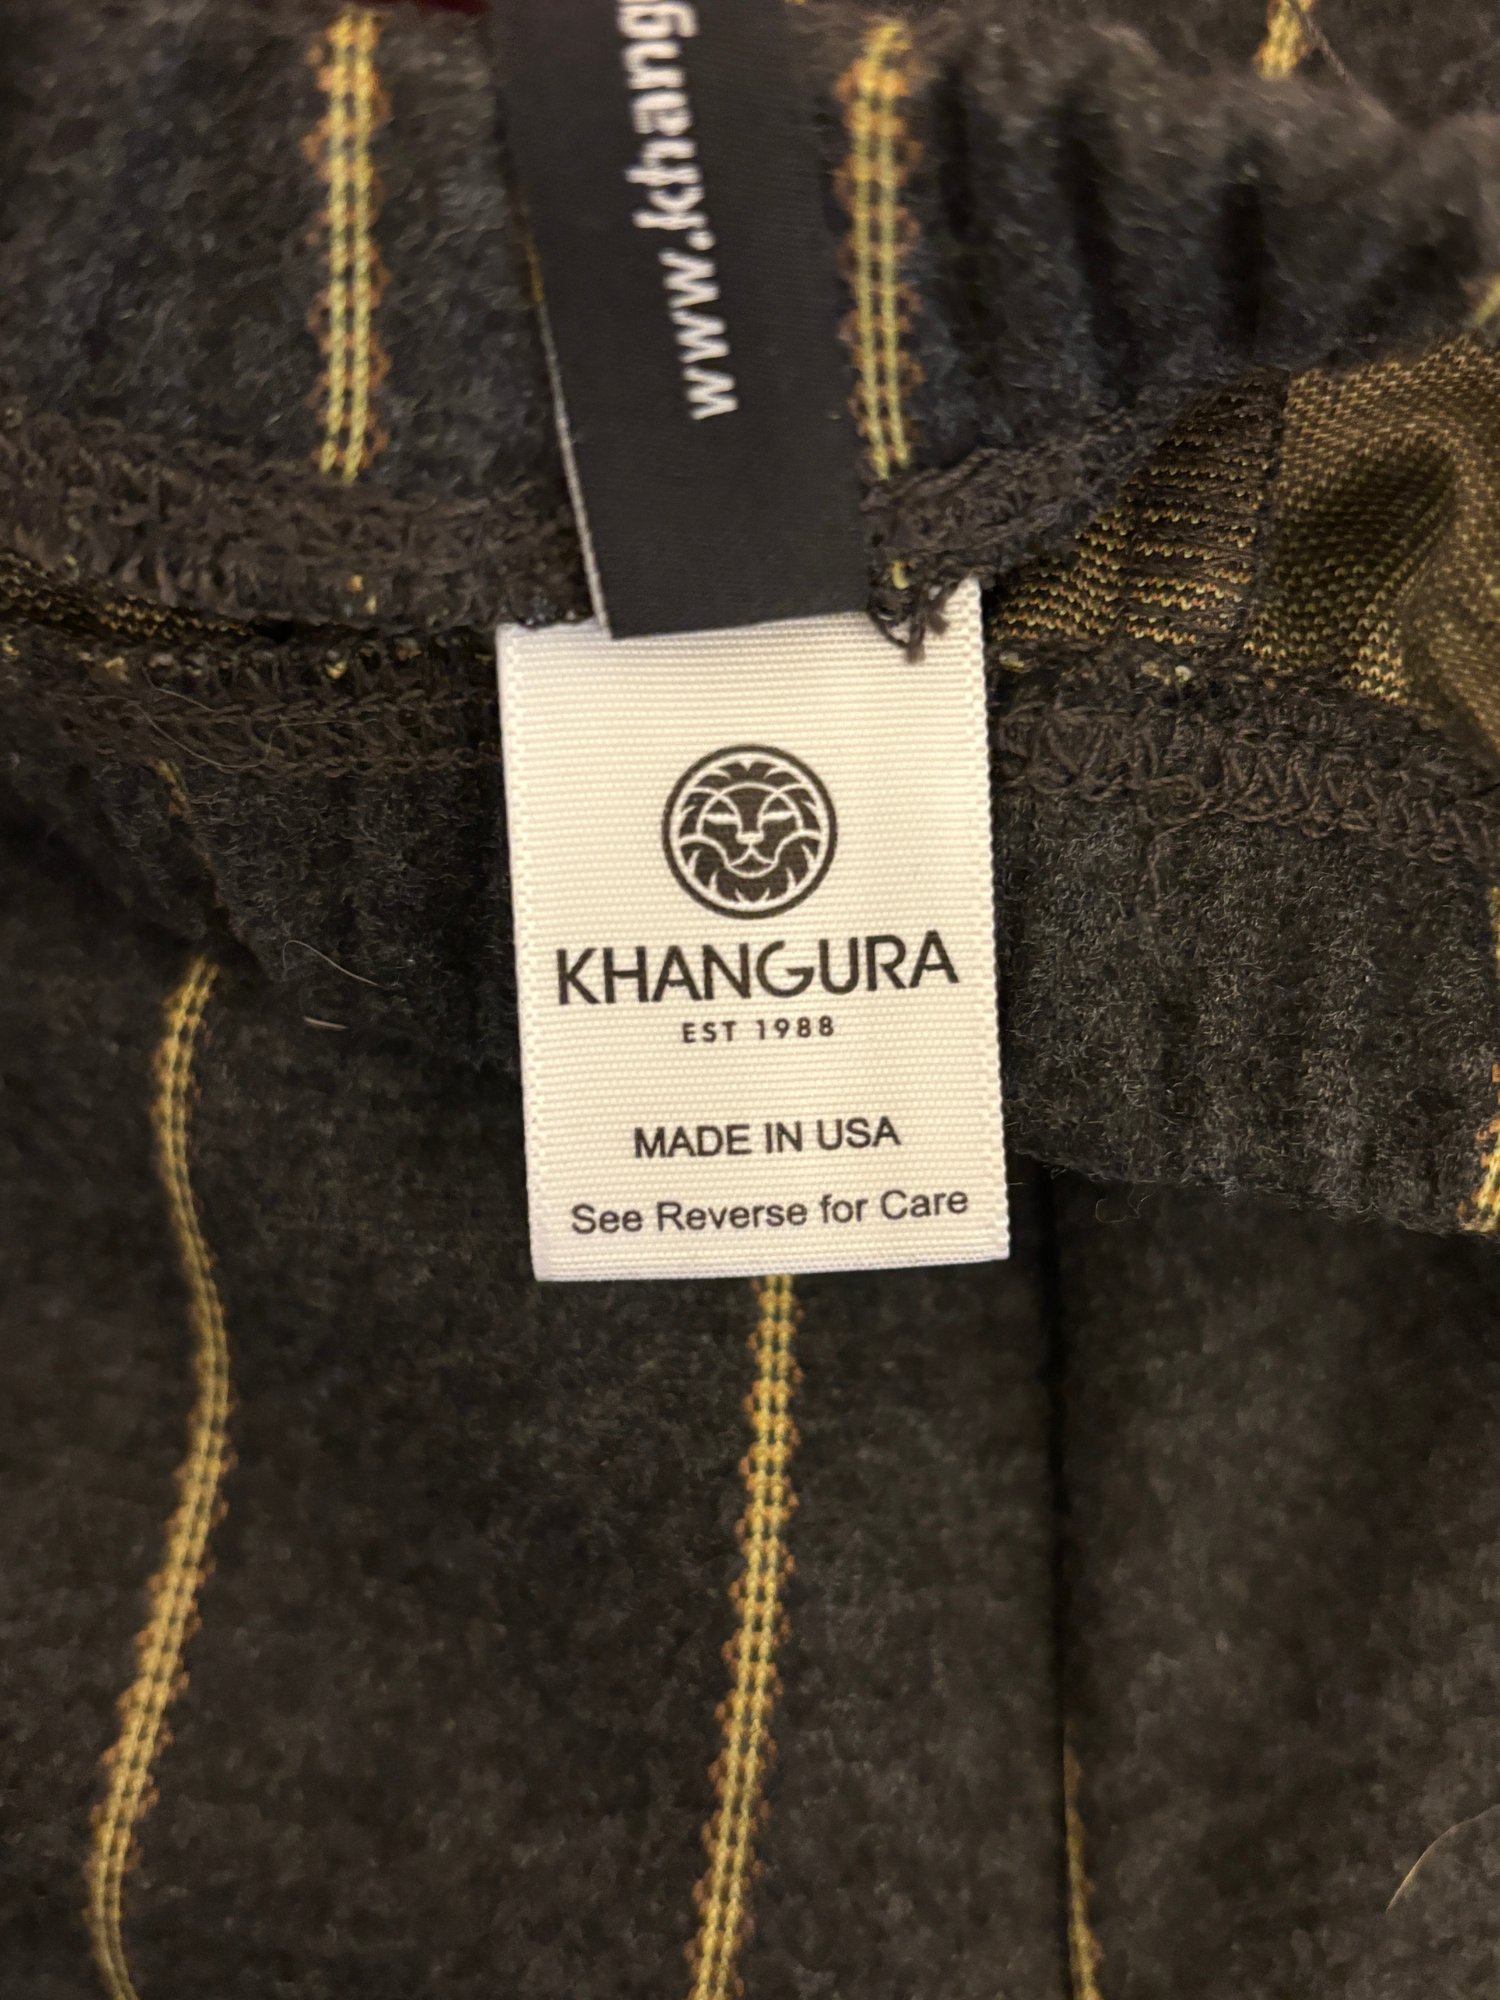 www.khang
KHANGURA
EST 1988
MADE IN USA
See Reverse for Care